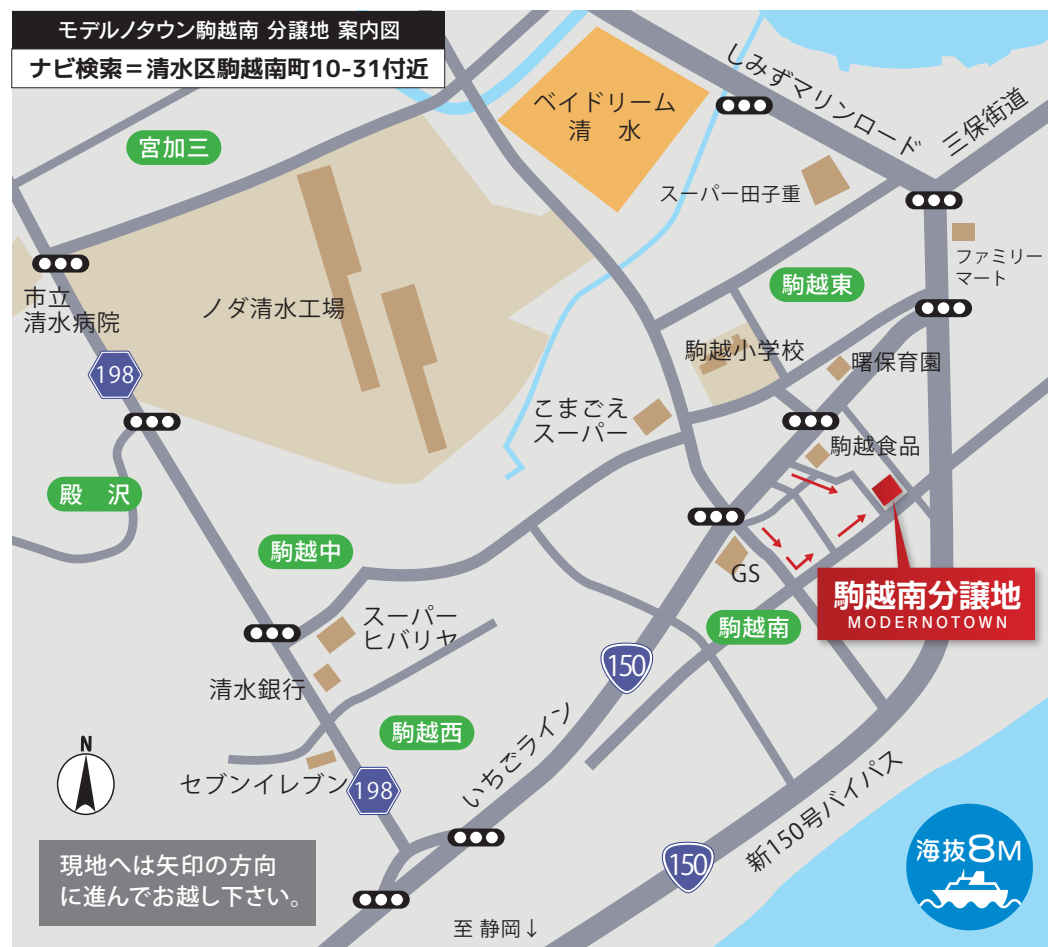 モデルノタウン駒越南 分譲地 案内図
ナビ検索＝清水区駒越南町10-31付近
しみずマリンロード
三保街道
ベイドリーム
清 水
宮加三
スーパー田子重
ファミリー
マート
市立
清水病院
ノダ清水工場
駒越東
駒越小学校
曙保育園
198
こまごえ
スーパー
駒越食品
殿 沢
駒越中
GS
駒越南分譲地
MODERNOTOWN
スーパー
ヒバリヤ
駒越南
150
清水銀行
駒越西
いちごライン
N
セブンイレブン
198
新150号バイパス
150
海抜8M
現地へは矢印の方向
に進んでお越し下さい。
至 静岡↓